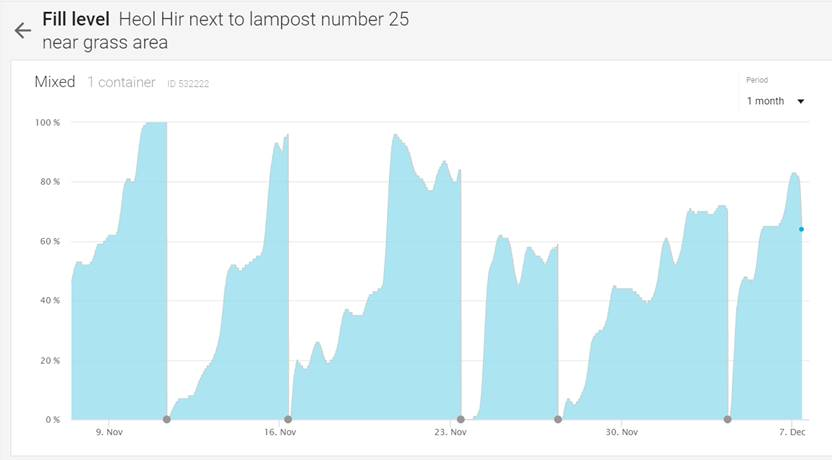 Fill level Heol Hir next to lampost number 25
near grass area
Mixed 1 container ID 532222
Period
1 month
100 %
80 %
60 %
40 %
20 %
0 %
9. Nov 16. Nov 23. Nov 30. Nov 7. Dec